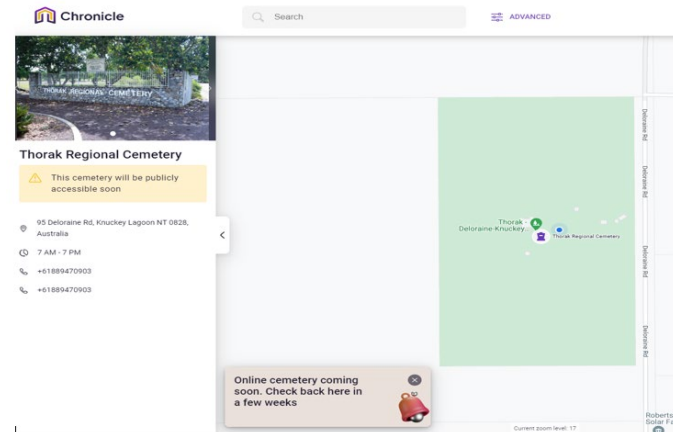 Chronicle
Search
ADVANCED
THORAK REGIONAL CEMETERY
Thorak Regional Cemetery
This cemetery will be publicly
accessible soon
95 Deloraine Rd, Knuckey Lagoon NT 0828,
Australia
7 AM - 7 PM
+61889470903
+61889470903
Thorak -
Deloraine-Knuckey
Thorak Regional Cemetery
Deloraine Rd
Deloraine Rd
Deloraine Rd
Deloraine Rd
Online cemetery coming
soon. Check back here in
a few weeks
Roberts
Solar Fa
Current zoom level: 17